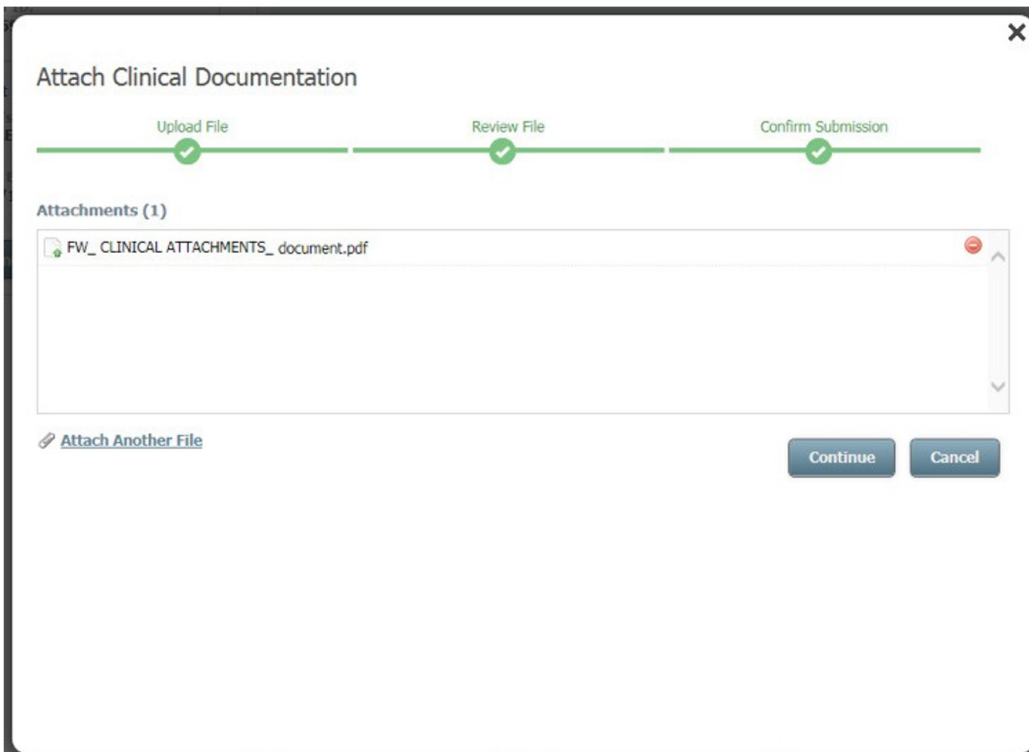 Attach Clinical Documentation
Upload File Review File Confirm Submission
Attachments (1)
FW_ CLINICAL ATTACHMENTS_ document.pdf
Attach Another File
Continue Cancel